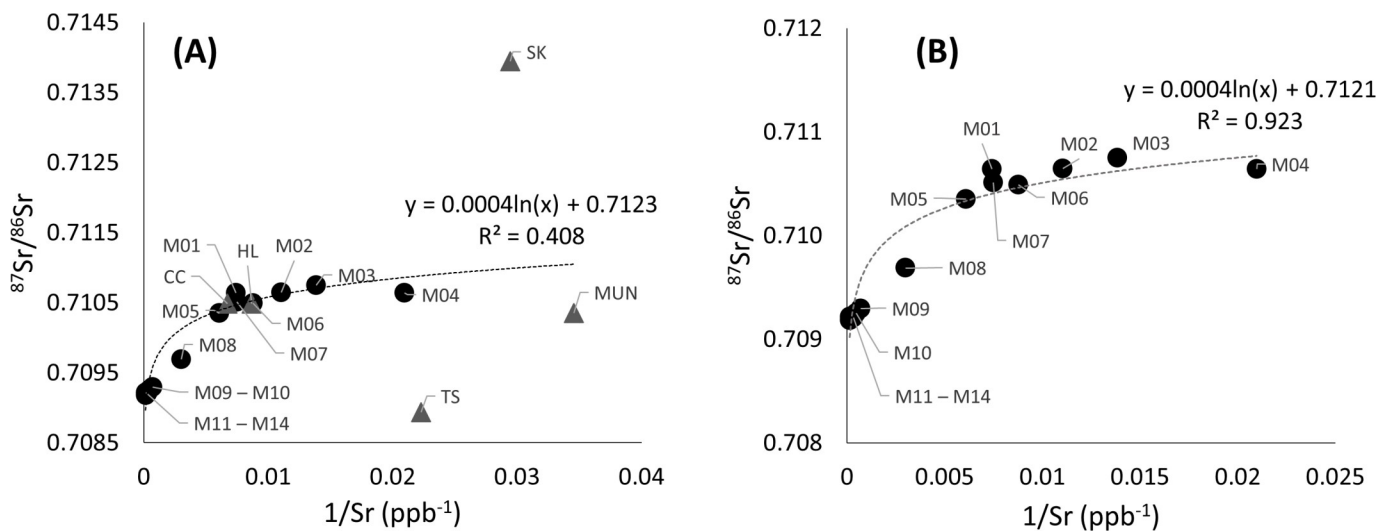 (A)
0.7145
0.7135
0.7125
0.7115
0.7105
0.7095
0.7085
⁸⁷Sr/⁸⁶Sr
SK
y = 0.0004ln(x) + 0.7123
R² = 0.408
M01
HL
M02
CC
M03
M05
M04
MUN
M06
M08
M07
M09 – M10
TS
M11 – M14
0
0.01
0.02
0.03
0.04
1/Sr (ppb⁻¹)
(B)
0.712
0.711
0.710
0.709
0.708
⁸⁷Sr/⁸⁶Sr
y = 0.0004ln(x) + 0.7121
R² = 0.923
M01
M02
M03
M04
M05
M06
M07
M08
M09
M10
M11 – M14
0
0.005
0.01
0.015
0.02
0.025
1/Sr (ppb⁻¹)